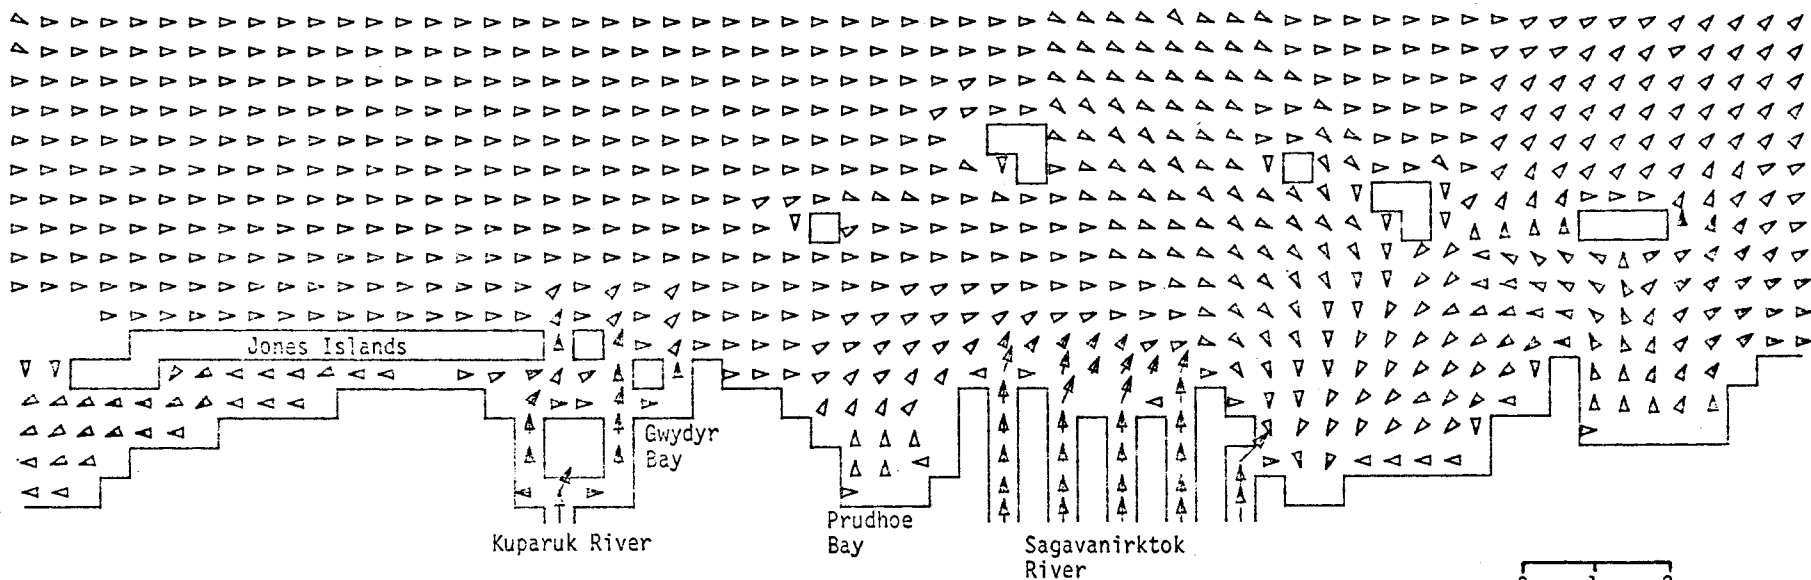 Jones Islands
Gwydyr
Bay
Kuparuk River
Prudhoe
Bay
Sagavanirktok
River